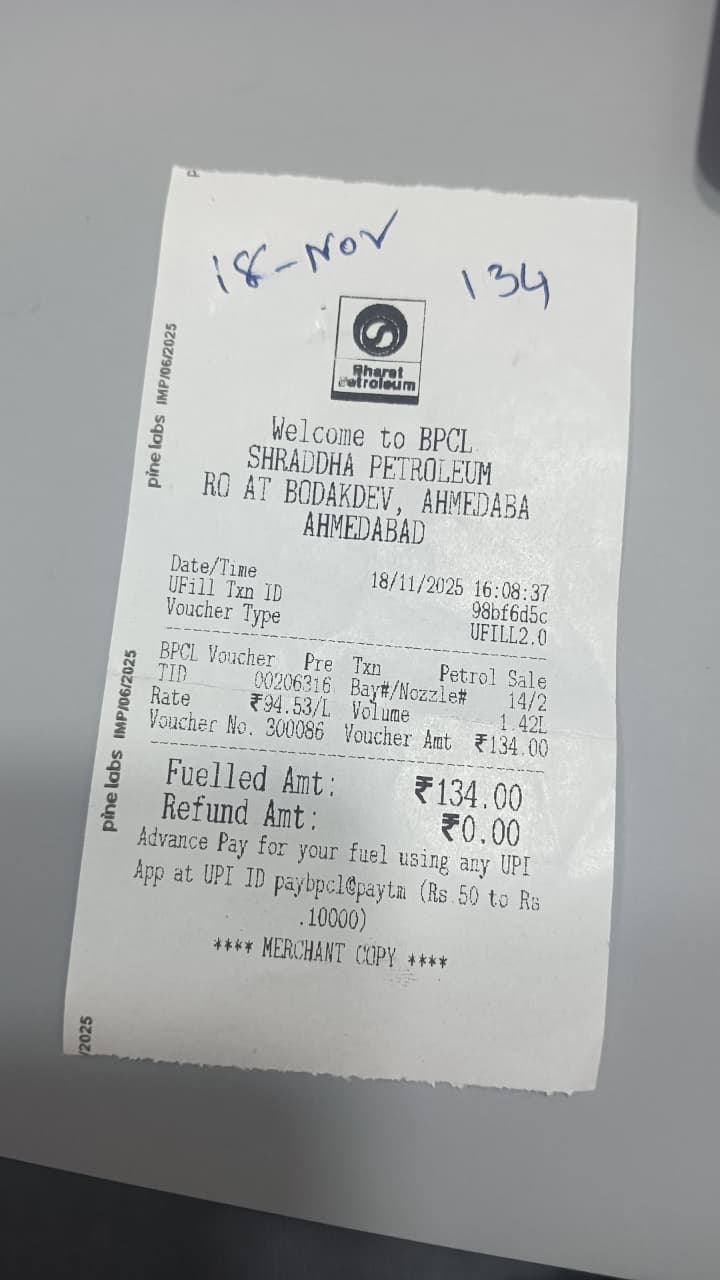 18-Nov
134
Bharat
Petroleum
Welcome to BPCL
SHRADDHA PETROLEUM
RO AT BODAKDEV, AHMEDABA
AHMEDABAD
Date/Time 18/11/2025 16:08:37
UFill Txn ID 98bf6d5c
Voucher Type UFILL2.0
BPCL Voucher Pre Txn Petrol Sale
TID 00206316 Bay#/Nozzle# 14/2
Rate ₹94.53/L Volume 1.42L
Voucher No. 300086 Voucher Amt ₹134.00
Fuelled Amt: ₹134.00
Refund Amt: ₹0.00
Advance Pay for your fuel using any UPI
App at UPI ID paybpcl@paytm (Rs.50 to Rs
.10000)
**** MERCHANT COPY ****
pine labs IMP/06/2025
pine labs IMP/06/2025
/2025